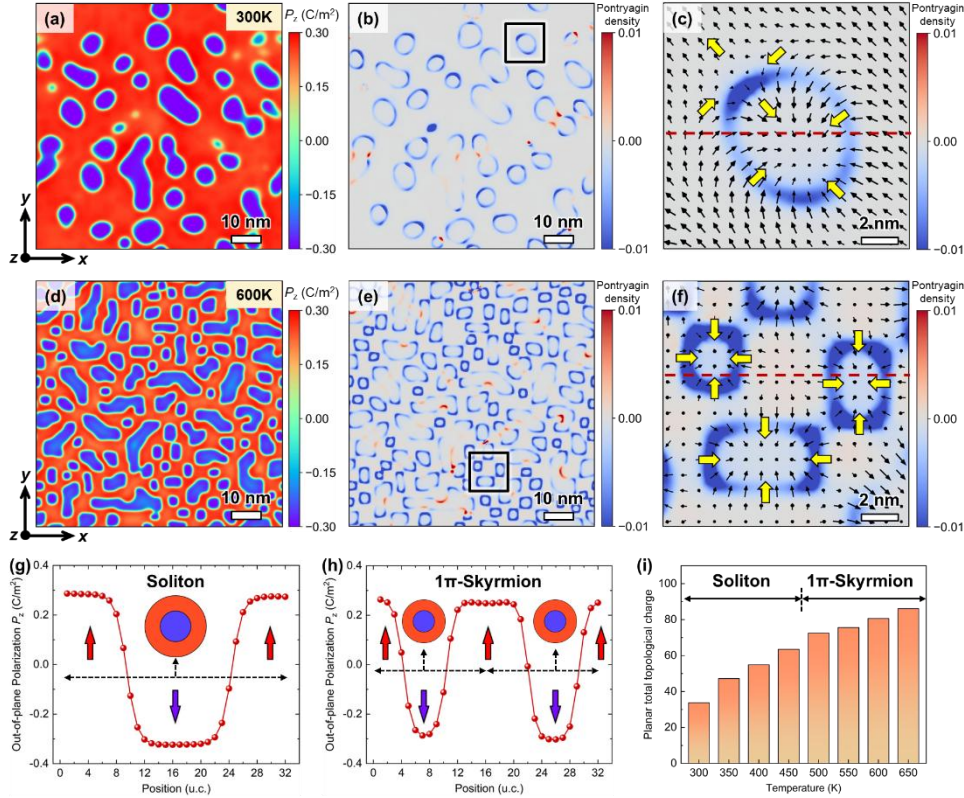 (a)
300K
P_z (C/m²)
0.30
0.15
0.00
−0.15
−0.30
10 nm
y
z
x
(b)
Pontryagin
density
0.01
0.00
−0.01
10 nm
(c)
Pontryagin
density
0.01
0.00
−0.01
2 nm
(d)
600K
P_z (C/m²)
0.30
0.15
0.00
−0.15
−0.30
10 nm
y
z
x
(e)
Pontryagin
density
0.01
0.00
−0.01
10 nm
(f)
Pontryagin
density
0.01
0.00
−0.01
2 nm
(g)
Soliton
Out-of-plane Polarization P_z (C/m²)
0.4
0.2
0.0
-0.2
-0.4
0 4 8 12 16 20 24 28 32
Position (u.c.)
(h)
1π-Skyrmion
Out-of-plane Polarization P_z (C/m²)
0.4
0.2
0.0
-0.2
-0.4
0 4 8 12 16 20 24 28 32
Position (u.c.)
(i)
Soliton
1π-Skyrmion
Planar total topological charge
100
80
60
40
20
0
300 350 400 450 500 550 600 650
Temperature (K)